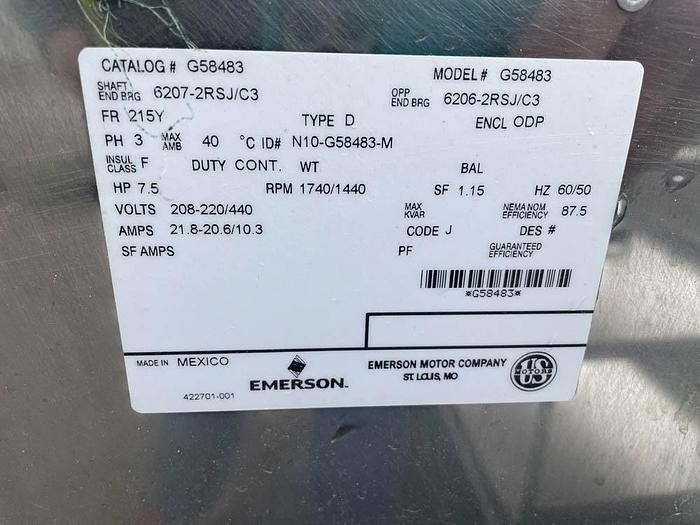 CATALOG # G58483 MODEL # G58483
SHAFT END BRG 6207-2RSJ/C3 OPP END BRG 6206-2RSJ/C3
FR 215Y TYPE D ENCL ODP
PH 3 MAX AMB 40 °C ID# N10-G58483-M
INSUL CLASS F DUTY CONT. WT BAL
HP 7.5 RPM 1740/1440 SF 1.15 HZ 60/50
VOLTS 208-220/440 MAX KVAR NEMA NOM EFFICIENCY 87.5
AMPS 21.8-20.6/10.3 CODE J DES #
SF AMPS PF GUARANTEED EFFICIENCY
*G58483*
MADE IN MEXICO EMERSON MOTOR COMPANY
ST. LOUIS, MO
EMERSON™
US MOTORS
422701-001